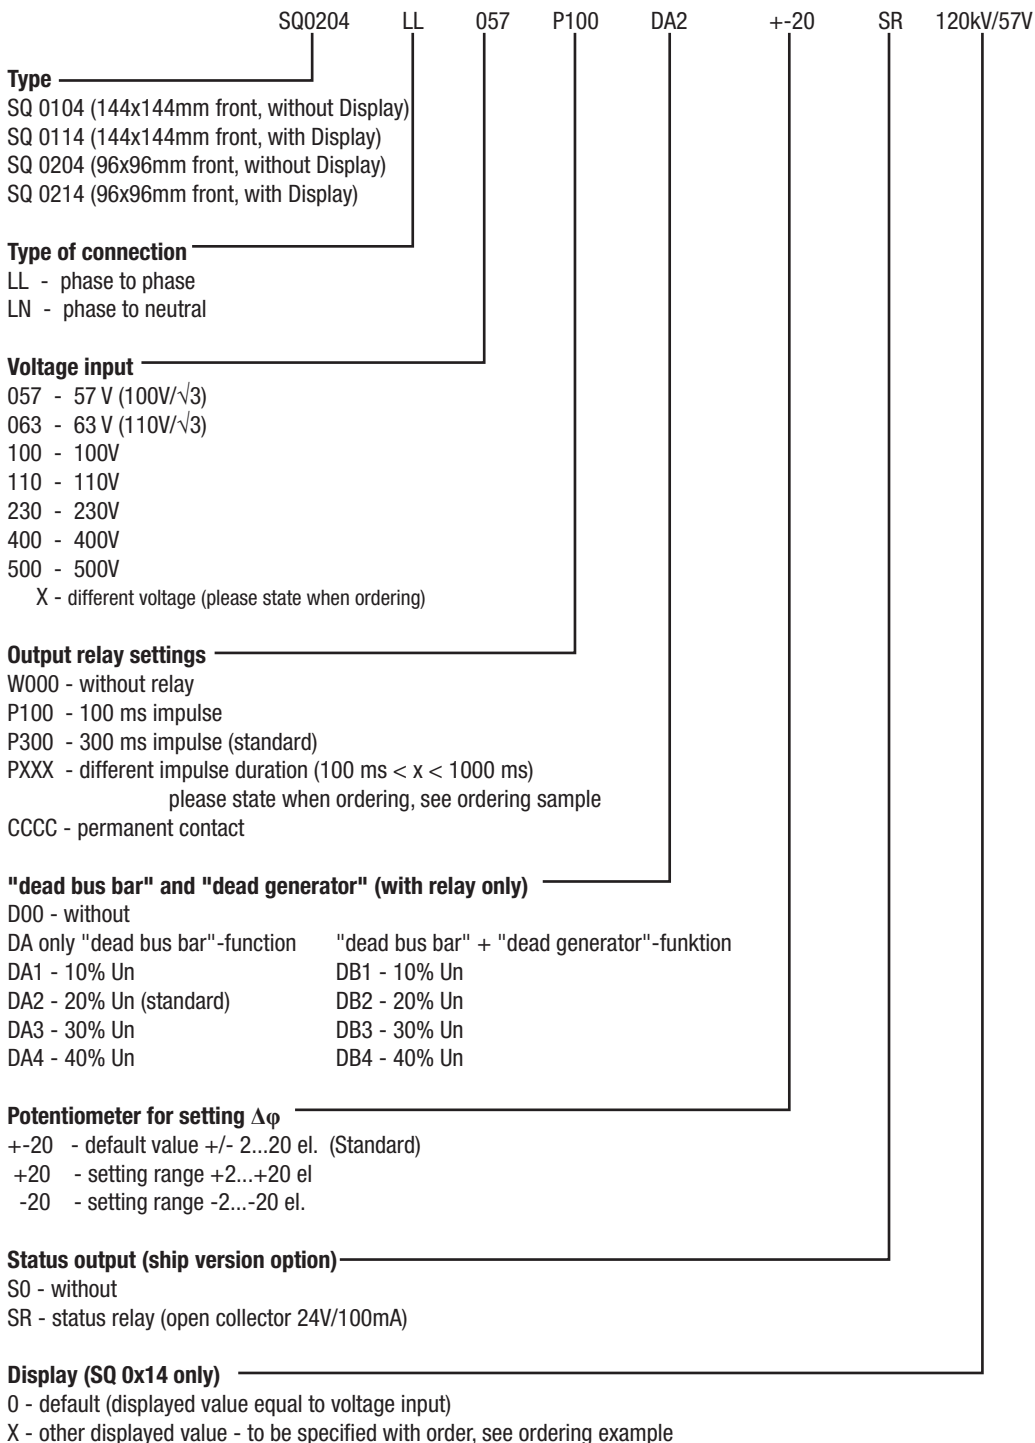 SQ0204 LL 057 P100 DA2 +-20 SR 120kV/57V
Type
SQ 0104 (144x144mm front, without Display)
SQ 0114 (144x144mm front, with Display)
SQ 0204 (96x96mm front, without Display)
SQ 0214 (96x96mm front, with Display)
Type of connection
LL - phase to phase
LN - phase to neutral
Voltage input
057 - 57 V (100V/√3)
063 - 63 V (110V/√3)
100 - 100V
110 - 110V
230 - 230V
400 - 400V
500 - 500V
X - different voltage (please state when ordering)
Output relay settings
W000 - without relay
P100 - 100 ms impulse
P300 - 300 ms impulse (standard)
PXXX - different impulse duration (100 ms < x < 1000 ms)
please state when ordering, see ordering sample
CCCC - permanent contact
"dead bus bar" and "dead generator" (with relay only)
D00 - without
DA only "dead bus bar"-function "dead bus bar" + "dead generator"-funktion
DA1 - 10% Un DB1 - 10% Un
DA2 - 20% Un (standard) DB2 - 20% Un
DA3 - 30% Un DB3 - 30% Un
DA4 - 40% Un DB4 - 40% Un
Potentiometer for setting Δφ
+-20 - default value +/- 2...20 el. (Standard)
+20 - setting range +2...+20 el
-20 - setting range -2...-20 el.
Status output (ship version option)
S0 - without
SR - status relay (open collector 24V/100mA)
Display (SQ 0x14 only)
0 - default (displayed value equal to voltage input)
X - other displayed value - to be specified with order, see ordering example